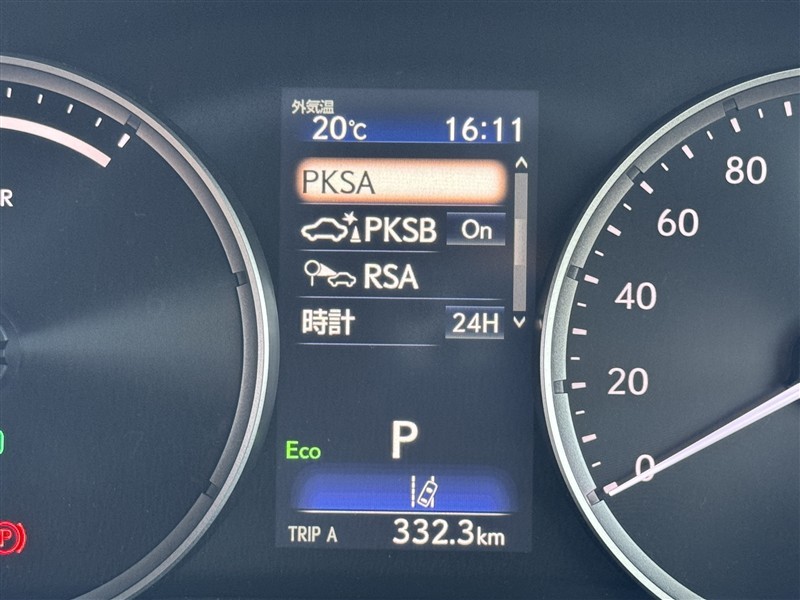 外気温
20℃ 16:11
PKSA
PKSB On
RSA
時計 24H
P
Eco
TRIP A 332.3km
R
80
60
40
20
0
P